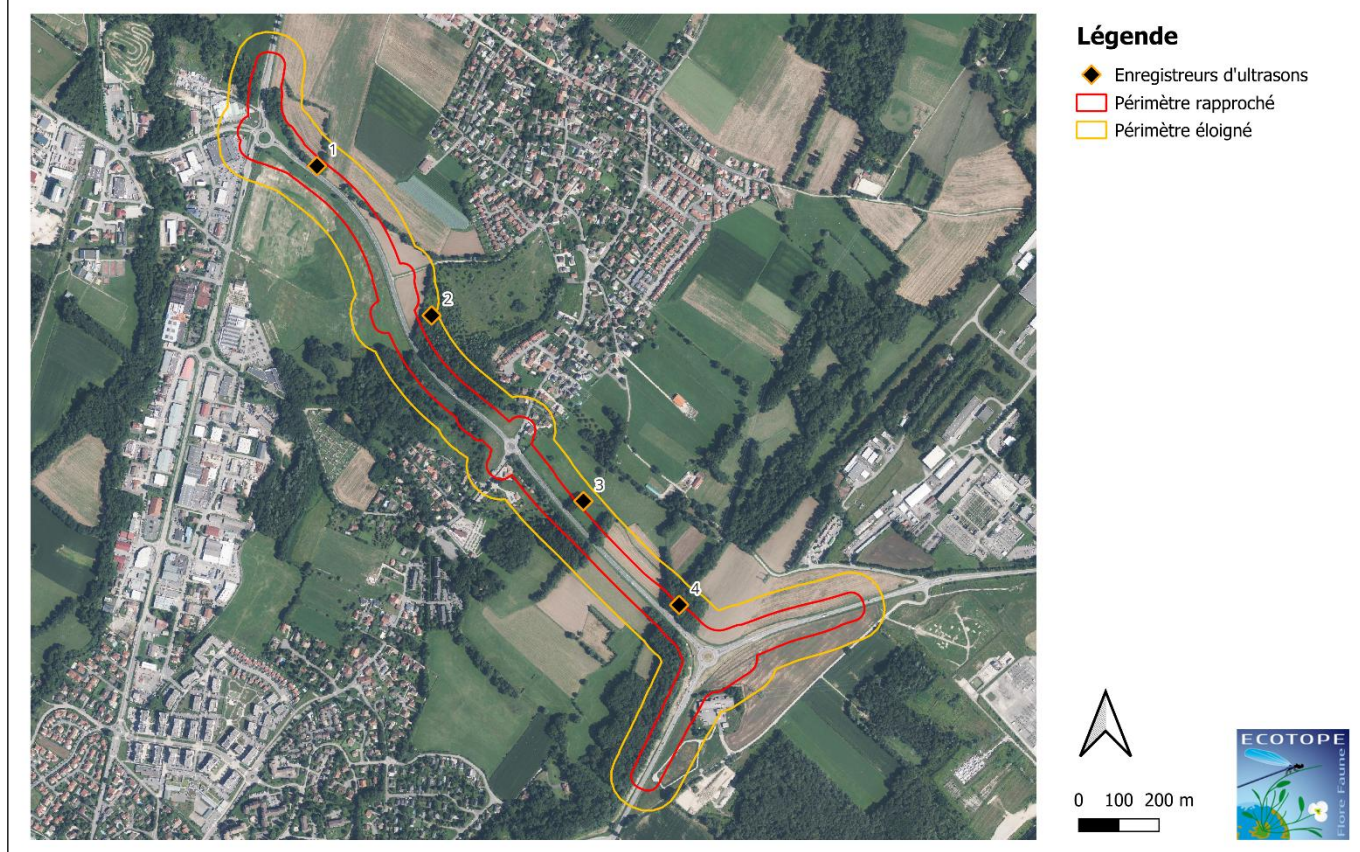 Légende
Enregistreurs d'ultrasons
Périmètre rapproché
Périmètre éloigné
1
2
3
4
0 100 200 m
ECOTOPE
Flore Faune